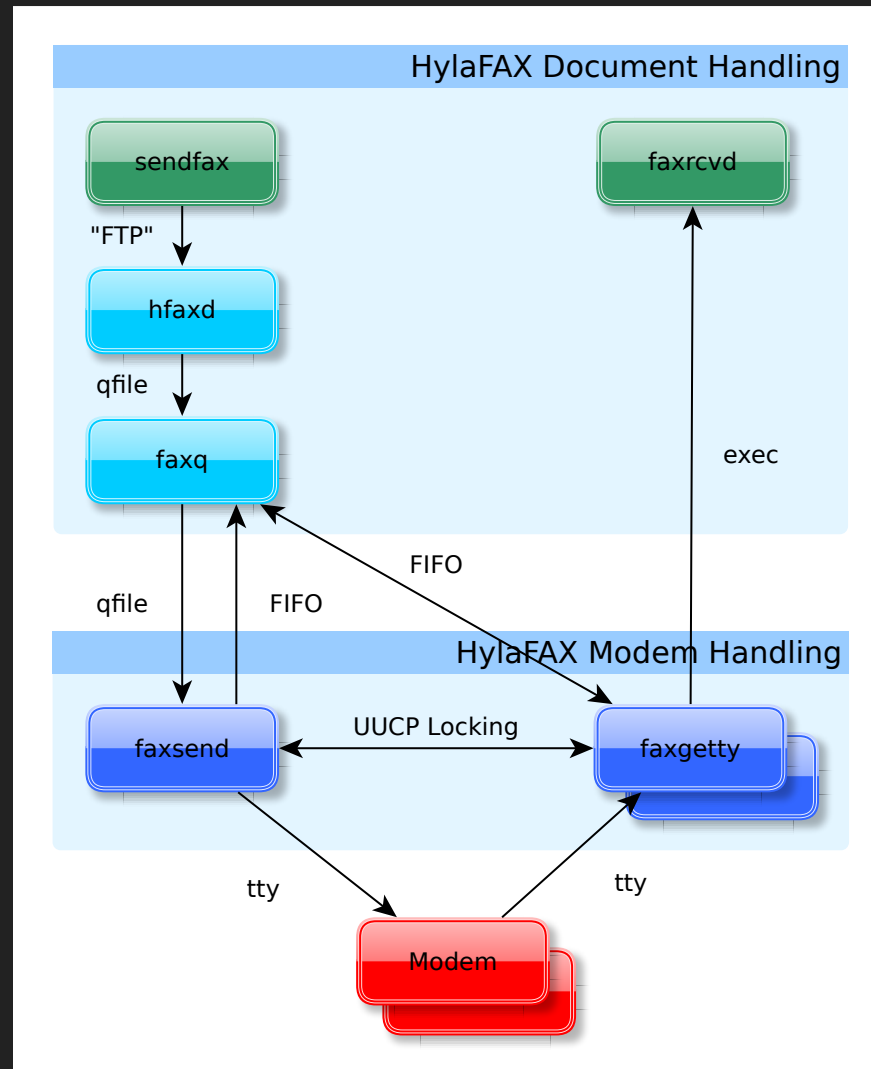 HylaFAX Document Handling
sendfax
faxrcvd
"FTP"
hfaxd
qfile
faxq
exec
FIFO
qfile
FIFO
HylaFAX Modem Handling
UUCP Locking
faxsend
faxgetty
tty
tty
Modem